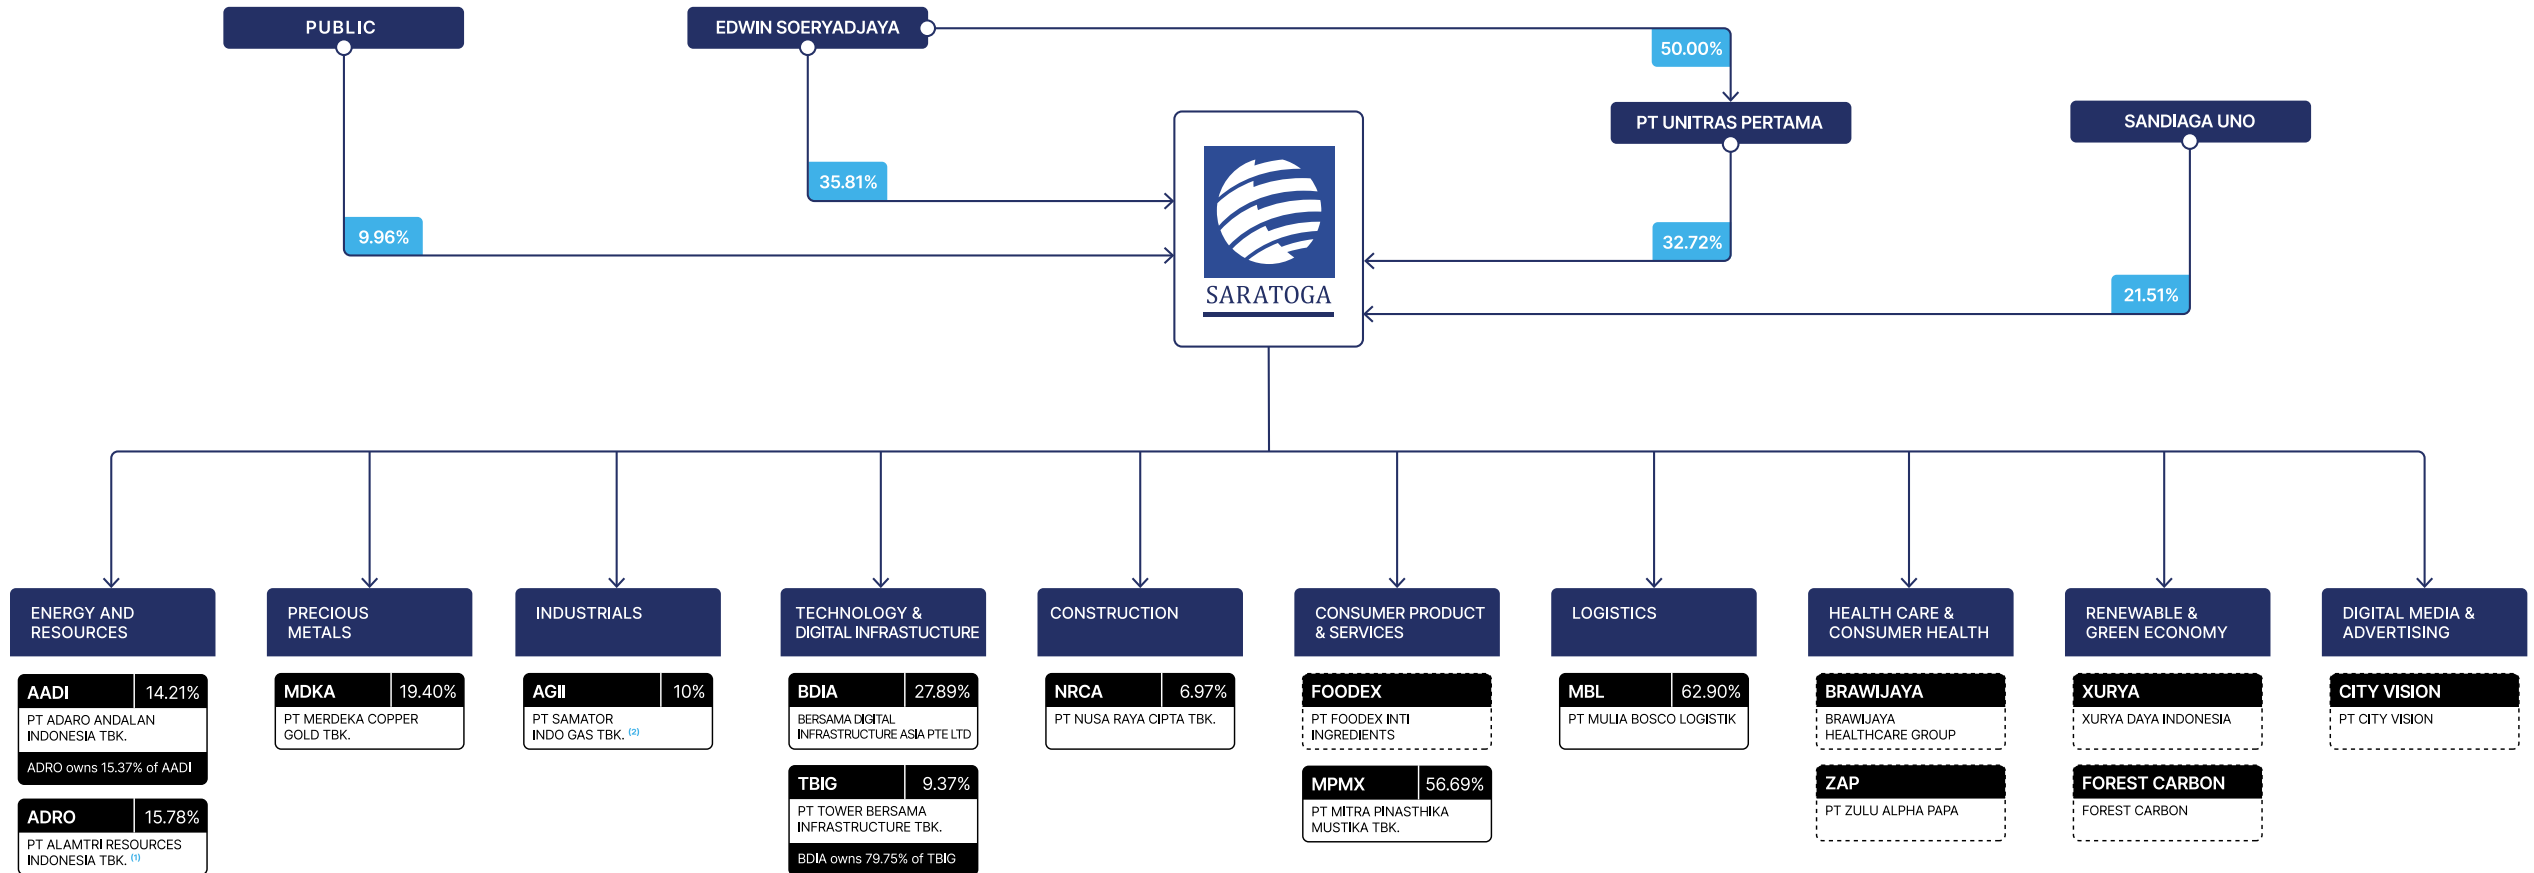 PUBLIC
EDWIN SOERYADJAYA
50.00%
PT UNITRAS PERTAMA
SANDIAGA UNO
35.81%
9.96%
32.72%
21.51%
SARATOGA
ENERGY AND
RESOURCES
AADI 14.21%
PT ADARO ANDALAN
INDONESIA TBK.
ADRO owns 15.37% of AADI
ADRO 15.78%
PT ALAMTRI RESOURCES
INDONESIA TBK. (1)
PRECIOUS
METALS
MDKA 19.40%
PT MERDEKA COPPER
GOLD TBK.
INDUSTRIALS
AGII 10%
PT SAMATOR
INDO GAS TBK. (2)
TECHNOLOGY &
DIGITAL INFRASTUCTURE
BDIA 27.89%
BERSAMA DIGITAL
INFRASTRUCTURE ASIA PTE LTD
TBIG 9.37%
PT TOWER BERSAMA
INFRASTRUCTURE TBK.
BDIA owns 79.75% of TBIG
CONSTRUCTION
NRCA 6.97%
PT NUSA RAYA CIPTA TBK.
CONSUMER PRODUCT
& SERVICES
FOODEX
PT FOODEX INTI
INGREDIENTS
MPMX 56.69%
PT MITRA PINASTHIKA
MUSTIKA TBK.
LOGISTICS
MBL 62.90%
PT MULIA BOSCO LOGISTIK
HEALTH CARE &
CONSUMER HEALTH
BRAWIJAYA
BRAWIJAYA
HEALTHCARE GROUP
ZAP
PT ZULU ALPHA PAPA
RENEWABLE &
GREEN ECONOMY
XURYA
XURYA DAYA INDONESIA
FOREST CARBON
FOREST CARBON
DIGITAL MEDIA &
ADVERTISING
CITY VISION
PT CITY VISION